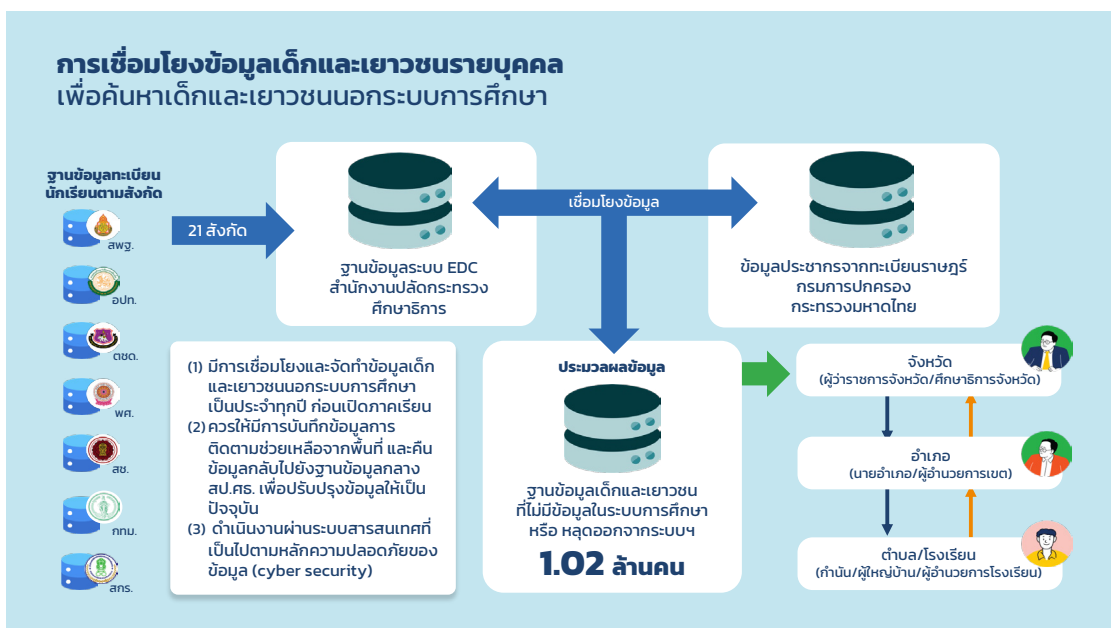 การเชื่อมโยงข้อมูลเด็กและเยาวชนรายบุคคล
เพื่อค้นหาเด็กและเยาวชนนอกระบบการศึกษา
ฐานข้อมูลทะเบียน
นักเรียนตามสังกัด
สพฐ.
อปท.
ตชด.
พศ.
สช.
กทม.
สกร.
21 สังกัด
ฐานข้อมูลระบบ EDC
สำนักงานปลัดกระทรวง
ศึกษาธิการ
เชื่อมโยงข้อมูล
ข้อมูลประชากรจากทะเบียนราษฎร์
กรมการปกครอง
กระทรวงมหาดไทย
(1) มีการเชื่อมโยงและจัดทำข้อมูลเด็ก
และเยาวชนนอกระบบการศึกษา
เป็นประจำทุกปี ก่อนเปิดภาคเรียน
(2) ควรให้มีการบันทึกข้อมูลการ
ติดตามช่วยเหลือจากพื้นที่ และคืน
ข้อมูลกลับไปยังฐานข้อมูลกลาง
สป.ศธ. เพื่อปรับปรุงข้อมูลให้เป็น
ปัจจุบัน
(3) ดำเนินงานผ่านระบบสารสนเทศที่
เป็นไปตามหลักความปลอดภัยของ
ข้อมูล (cyber security)
ประมวลผลข้อมูล
ฐานข้อมูลเด็กและเยาวชน
ที่ไม่มีข้อมูลในระบบการศึกษา
หรือ หลุดออกจากระบบฯ
1.02 ล้านคน
จังหวัด
(ผู้ว่าราชการจังหวัด/ศึกษาธิการจังหวัด)
อำเภอ
(นายอำเภอ/ผู้อำนวยการเขต)
ตำบล/โรงเรียน
(กำนัน/ผู้ใหญ่บ้าน/ผู้อำนวยการโรงเรียน)